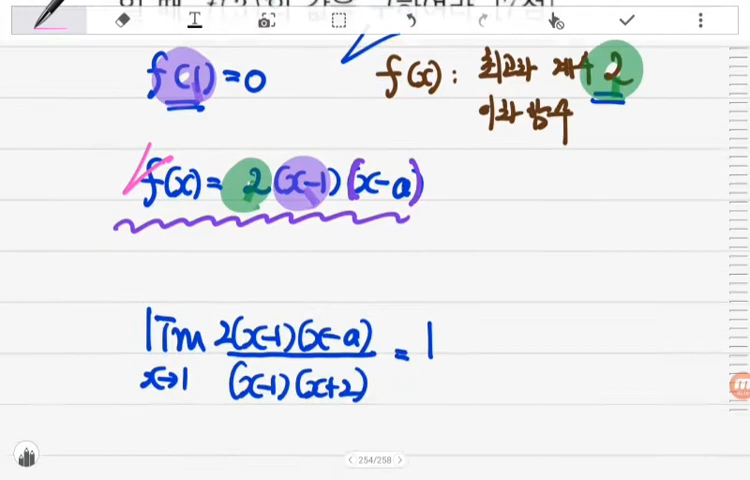 f(1)=0
f(x) : 최고차 계수 2
이차함수
f(x)= 2(x-1)(x-a)
lim 2(x-1)(x-a) / (x-1)(x+2) = 1
x→1
254/258